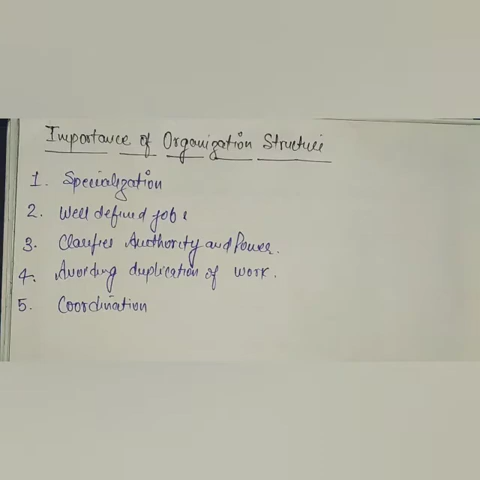 Importance of Organization Structure
1. Specialization
2. Well defined jobs
3. Clarifies Authority and Power.
4. Avoiding duplication of work.
5. Coordination